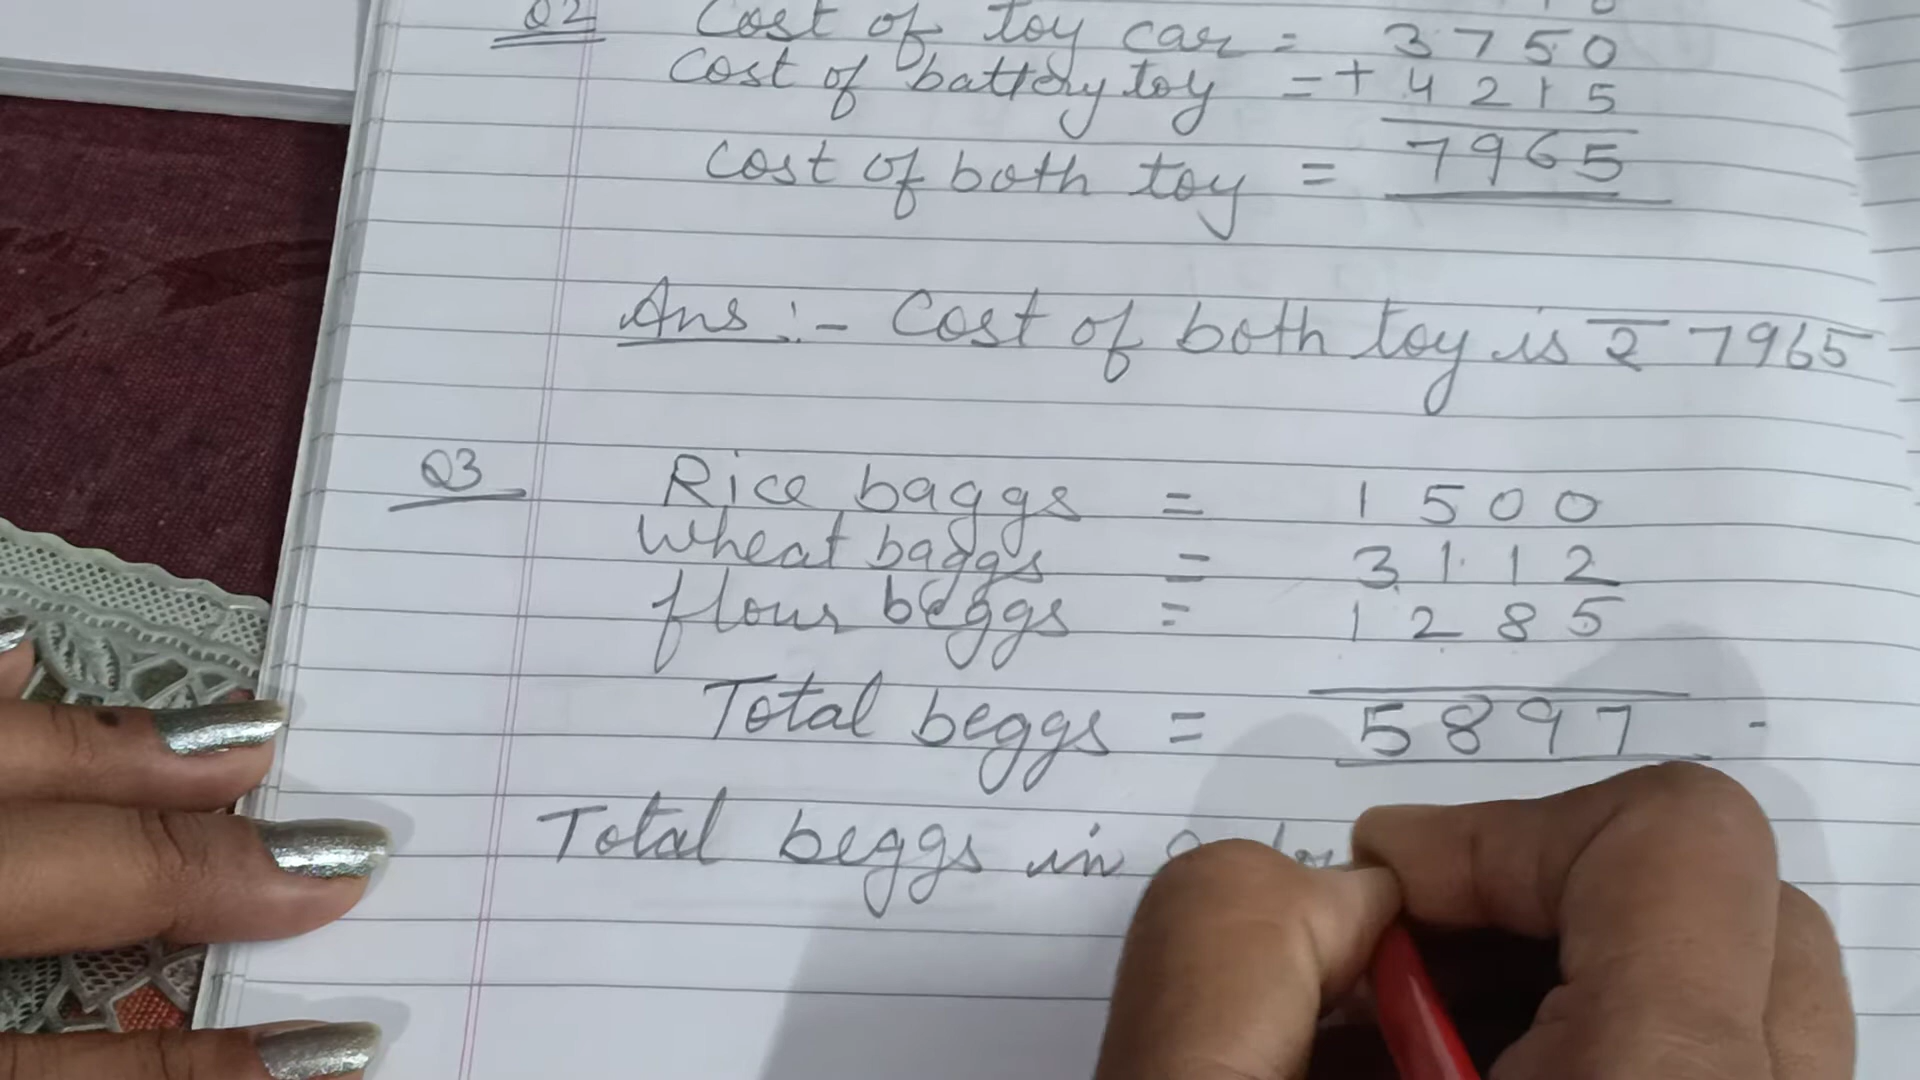 Q2 Cost of toy car = 3750
Cost of battery toy = + 4215
Cost of both toy = 7965
Ans :- Cost of both toy is ₹ 7965
Q3 Rice baggs = 1500
Wheat baggs = 3112
flour beggs = 1285
Total beggs = 5897
Total beggs in